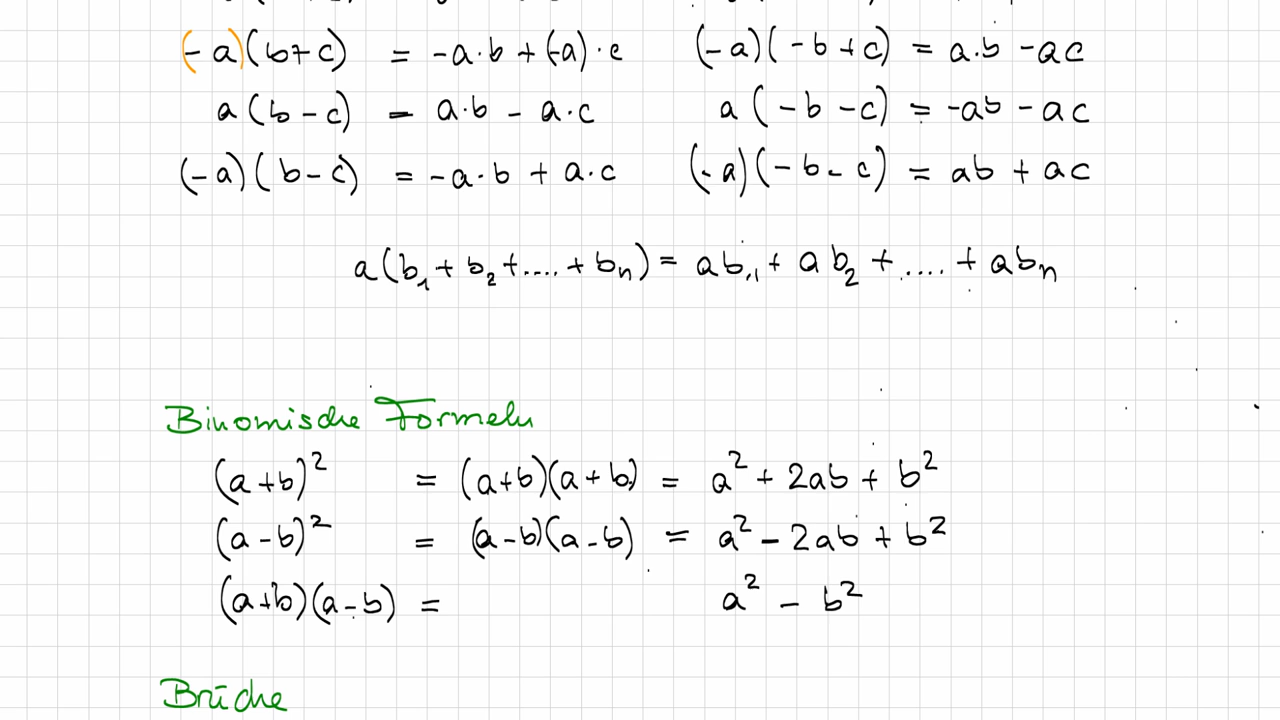 (-a)(b+c) = -a·b + (-a)·c (-a)(-b+c) = a·b - ac
a(b-c) = a·b - a·c a(-b-c) = -ab - ac
(-a)(b-c) = -a·b + a·c (-a)(-b-c) = ab + ac
a(b₁ + b₂ + .... + bₙ) = ab₁ + ab₂ + .... + abₙ
Binomische Formeln
(a+b)² = (a+b)(a+b) = a² + 2ab + b²
(a-b)² = (a-b)(a-b) = a² - 2ab + b²
(a+b)(a-b) = a² - b²
Brüche